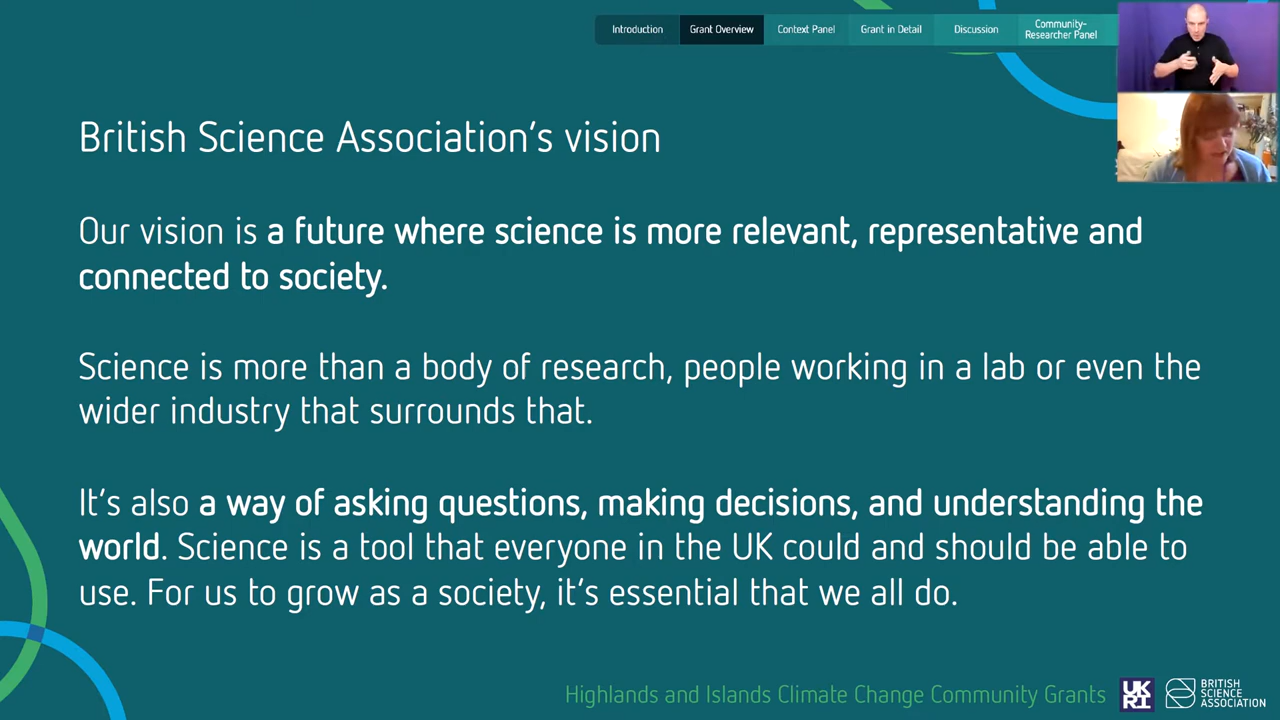 Introduction
Grant Overview
Context Panel
Grant in Detail
Discussion
Community-
Researcher Panel
British Science Association's vision
Our vision is a future where science is more relevant, representative and
connected to society.
Science is more than a body of research, people working in a lab or even the
wider industry that surrounds that.
It's also a way of asking questions, making decisions, and understanding the
world. Science is a tool that everyone in the UK could and should be able to
use. For us to grow as a society, it's essential that we all do.
Highlands and Islands Climate Change Community Grants
UK
RI
BRITISH
SCIENCE
ASSOCIATION